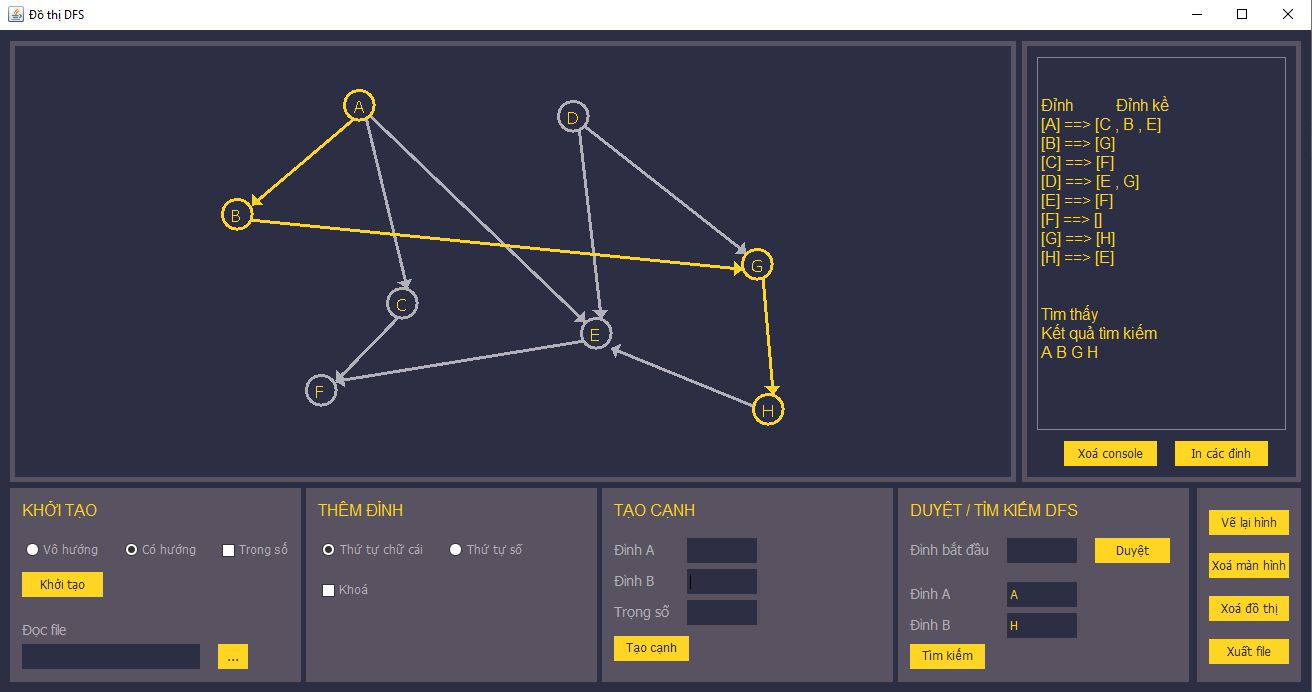 Đồ thị DFS
A
D
B
G
C
E
F
H
Đỉnh Đỉnh kề
[A] ==> [C , B , E]
[B] ==> [G]
[C] ==> [F]
[D] ==> [E , G]
[E] ==> [F]
[F] ==> []
[G] ==> [H]
[H] ==> [E]
Tìm thấy
Kết quả tìm kiếm
A B G H
Xoá console In các đỉnh
KHỞI TẠO
Vô hướng Có hướng Trọng số
Khởi tạo
Đọc file
...
THÊM ĐỈNH
Thứ tự chữ cái Thứ tự số
Khoá
TẠO CẠNH
Đỉnh A
Đỉnh B
Trọng số
Tạo cạnh
DUYỆT / TÌM KIẾM DFS
Đỉnh bắt đầu Duyệt
Đỉnh A A
Đỉnh B H
Tìm kiếm
Vẽ lại hình
Xoá màn hình
Xoá đồ thị
Xuất file